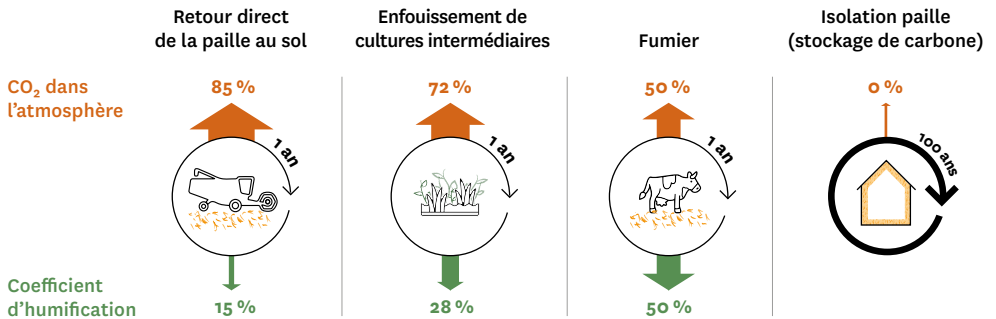 Retour direct
de la paille au sol
Enfouissement de
cultures intermédiaires
Fumier
Isolation paille
(stockage de carbone)
CO₂ dans
l’atmosphère
85 %
72 %
50 %
0 %
1 an
1 an
1 an
100 ans
Coefficient
d’humification
15 %
28 %
50 %